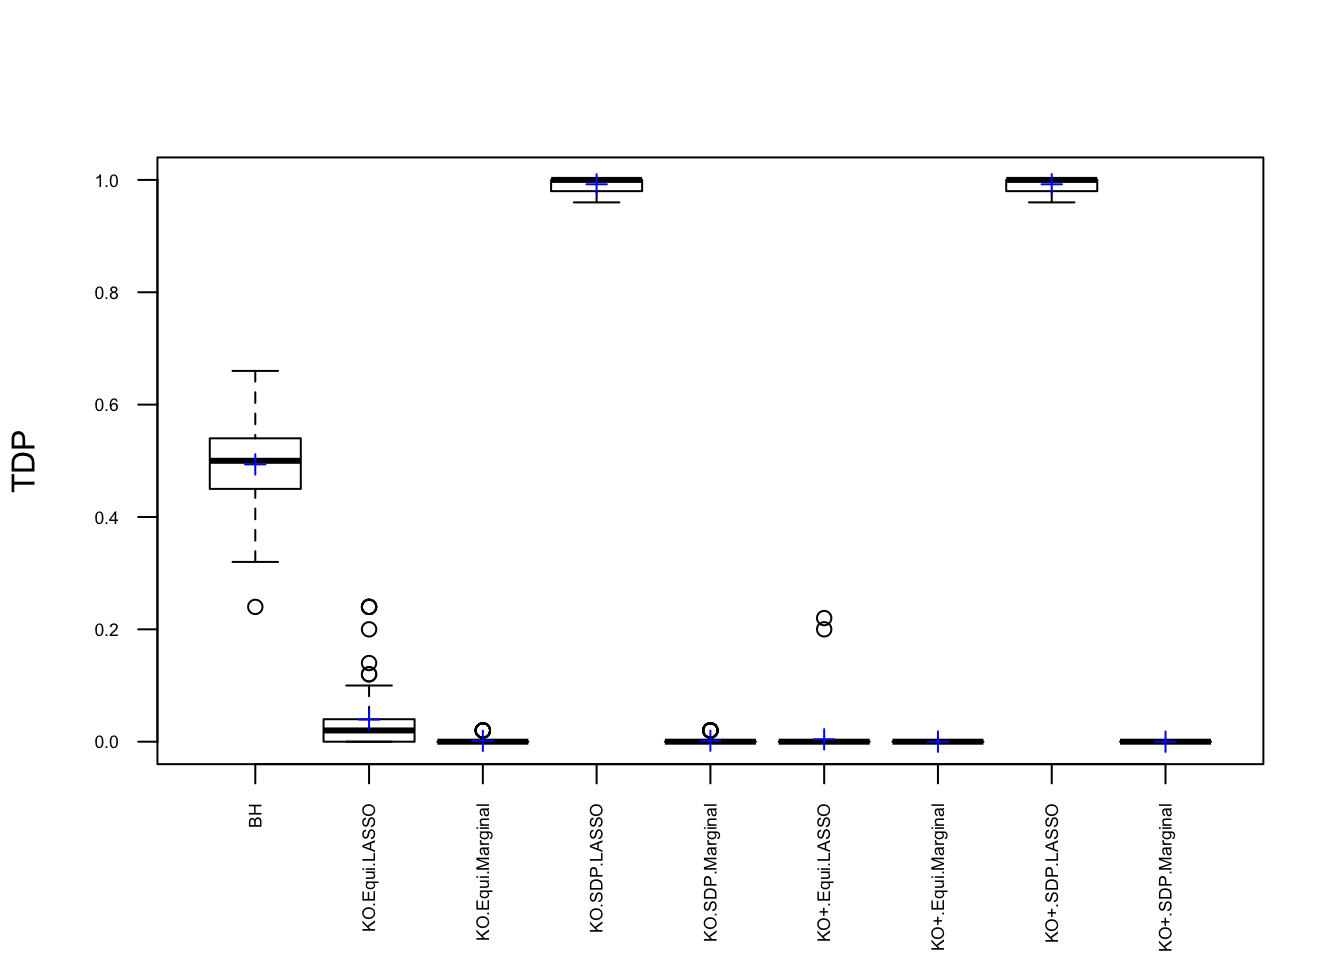 TDP
1.0
0.8
0.6
0.4
0.2
0.0
BH
KO.Equi.LASSO
KO.Equi.Marginal
KO.SDP.LASSO
KO.SDP.Marginal
KO+.Equi.LASSO
KO+.Equi.Marginal
KO+.SDP.LASSO
KO+.SDP.Marginal